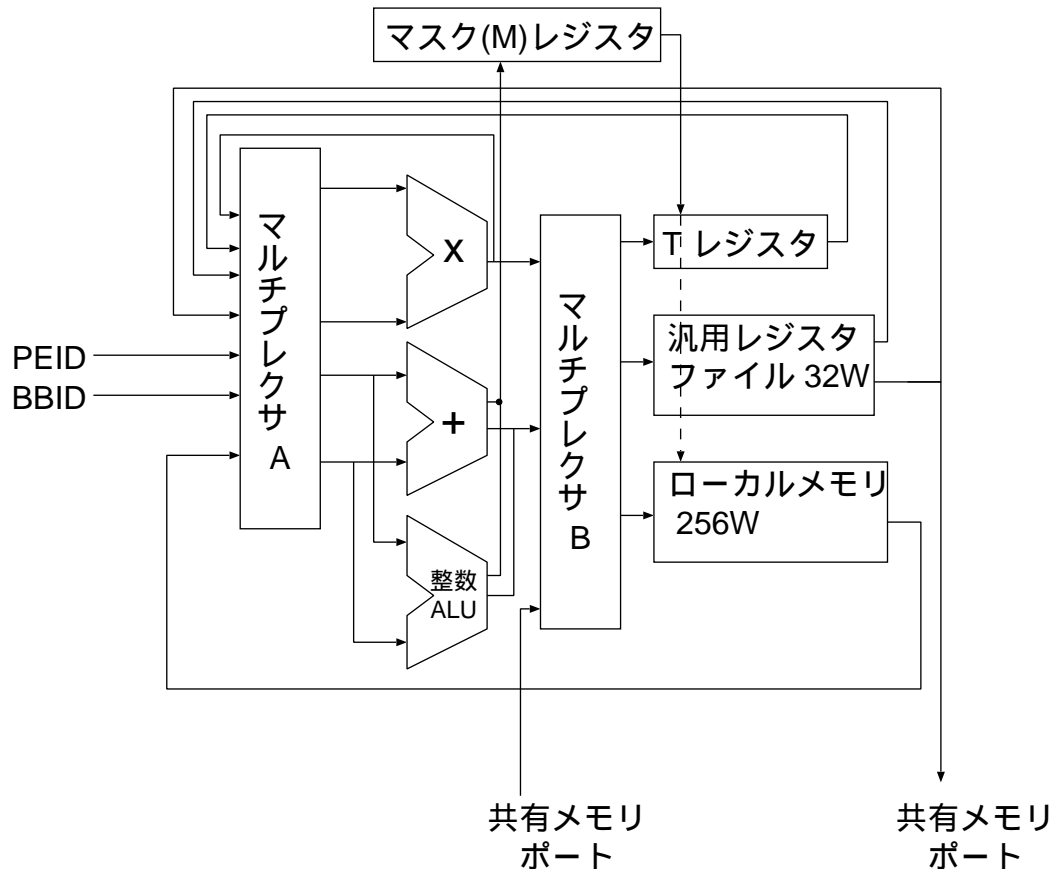 マスク(M)レジスタ
マルチプレクサ A
PEID
BBID
X
+
整数
ALU
マルチプレクサ B
T レジスタ
汎用レジスタ
ファイル 32W
ローカルメモリ
256W
共有メモリ
ポート
共有メモリ
ポート